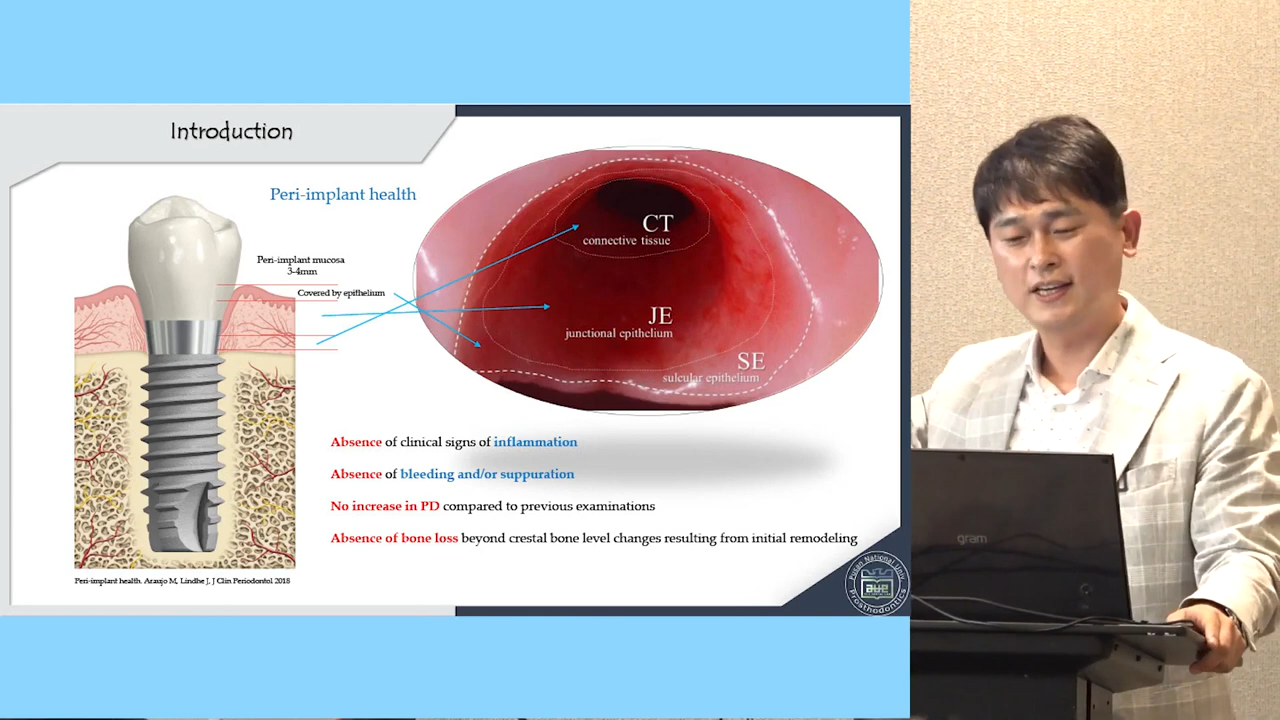 Introduction
Peri-implant health
Peri-implant mucosa
3-4mm
Covered by epithelium
CT
connective tissue
JE
junctional epithelium
SE
sulcular epithelium
Absence of clinical signs of inflammation
Absence of bleeding and/or suppuration
No increase in PD compared to previous examinations
Absence of bone loss beyond crestal bone level changes resulting from initial remodeling
Peri-implant health. Araujo M, Lindhe J, J Clin Periodontol 2018
Pusan National Univ
Prosthodontics
gram